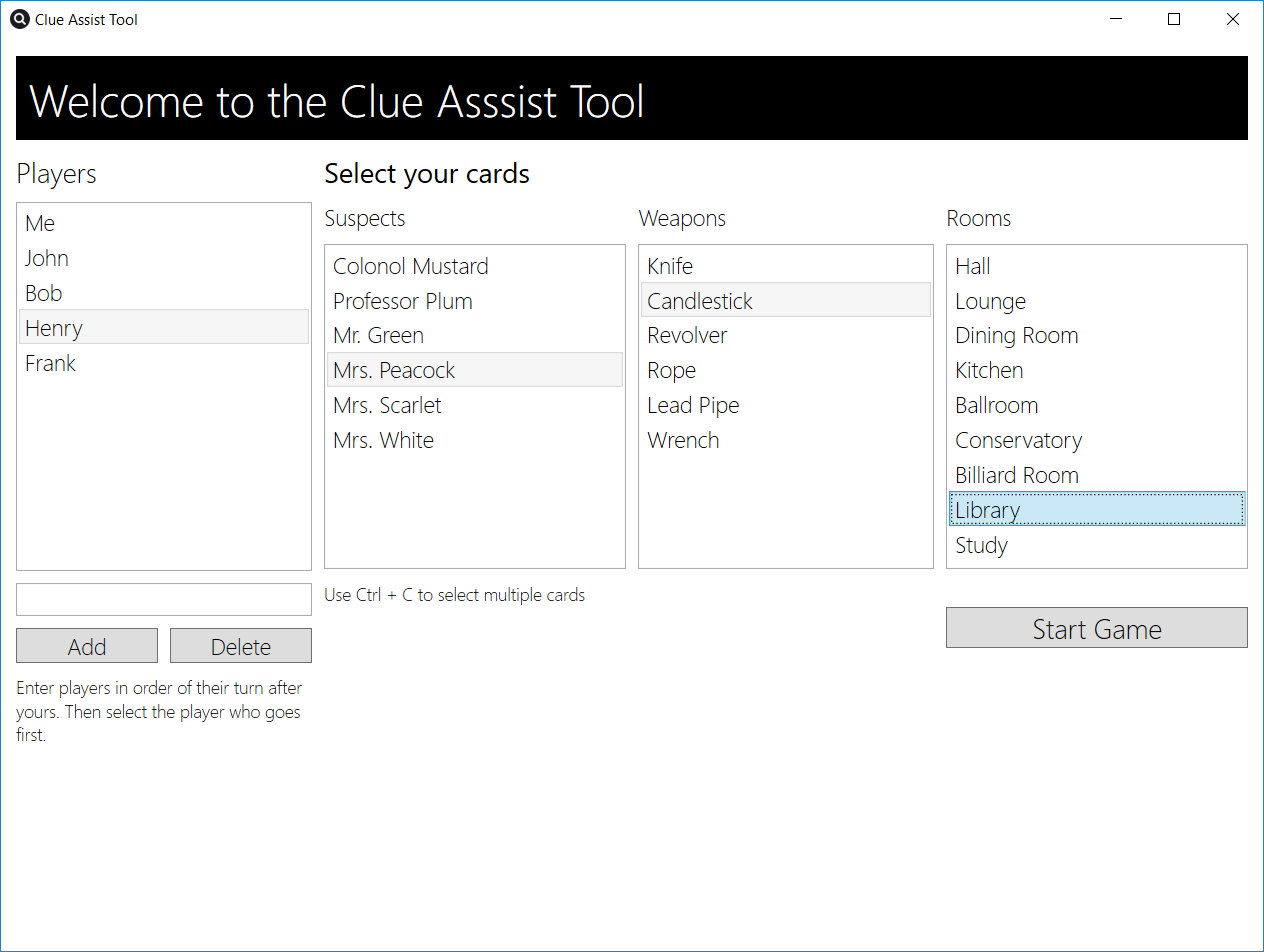 Clue Assist Tool
Welcome to the Clue Asssist Tool
Players
Me
John
Bob
Henry
Frank
Add
Delete
Enter players in order of their turn after
yours. Then select the player who goes
first.
Select your cards
Suspects
Colonol Mustard
Professor Plum
Mr. Green
Mrs. Peacock
Mrs. Scarlet
Mrs. White
Use Ctrl + C to select multiple cards
Weapons
Knife
Candlestick
Revolver
Rope
Lead Pipe
Wrench
Rooms
Hall
Lounge
Dining Room
Kitchen
Ballroom
Conservatory
Billiard Room
Library
Study
Start Game